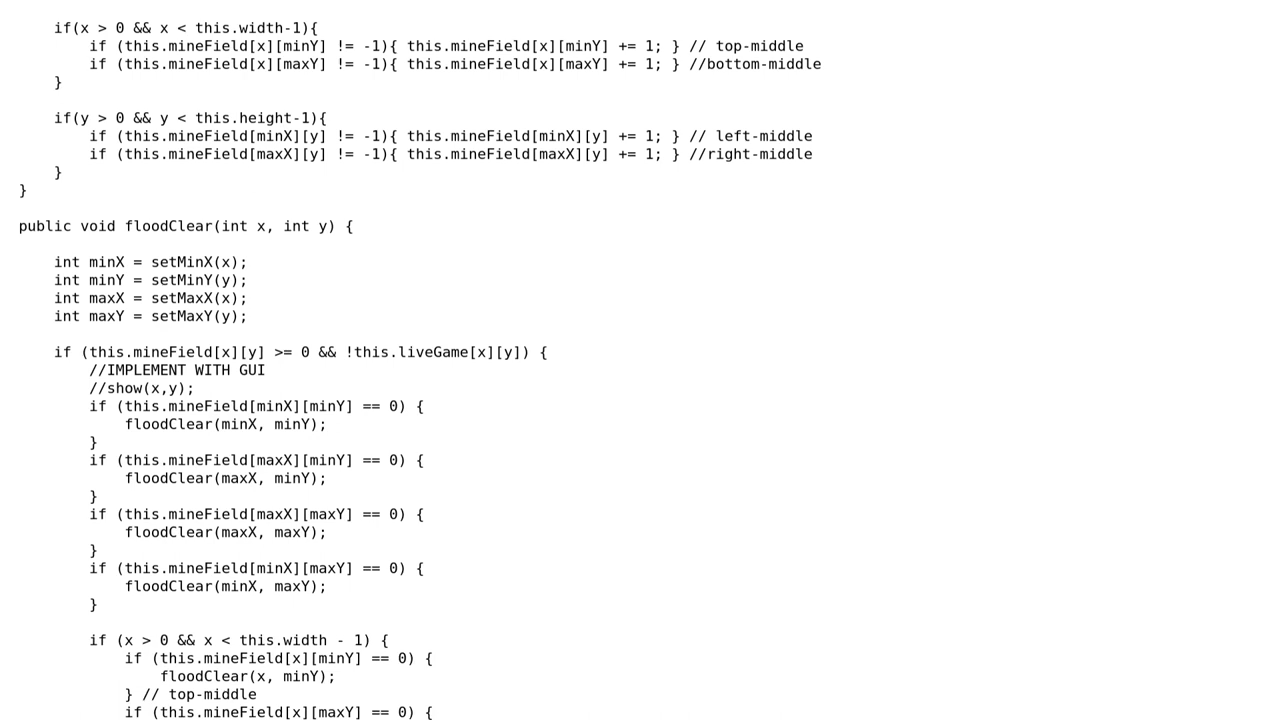 if(x > 0 && x < this.width-1){
if (this.mineField[x][minY] != -1){ this.mineField[x][minY] += 1; } // top-middle
if (this.mineField[x][maxY] != -1){ this.mineField[x][maxY] += 1; } //bottom-middle
}
if(y > 0 && y < this.height-1){
if (this.mineField[minX][y] != -1){ this.mineField[minX][y] += 1; } // left-middle
if (this.mineField[maxX][y] != -1){ this.mineField[maxX][y] += 1; } //right-middle
}
}
public void floodClear(int x, int y) {
int minX = setMinX(x);
int minY = setMinY(y);
int maxX = setMaxX(x);
int maxY = setMaxY(y);
if (this.mineField[x][y] >= 0 && !this.liveGame[x][y]) {
//IMPLEMENT WITH GUI
//show(x,y);
if (this.mineField[minX][minY] == 0) {
floodClear(minX, minY);
}
if (this.mineField[maxX][minY] == 0) {
floodClear(maxX, minY);
}
if (this.mineField[maxX][maxY] == 0) {
floodClear(maxX, maxY);
}
if (this.mineField[minX][maxY] == 0) {
floodClear(minX, maxY);
}
if (x > 0 && x < this.width - 1) {
if (this.mineField[x][minY] == 0) {
floodClear(x, minY);
} // top-middle
if (this.mineField[x][maxY] == 0) {